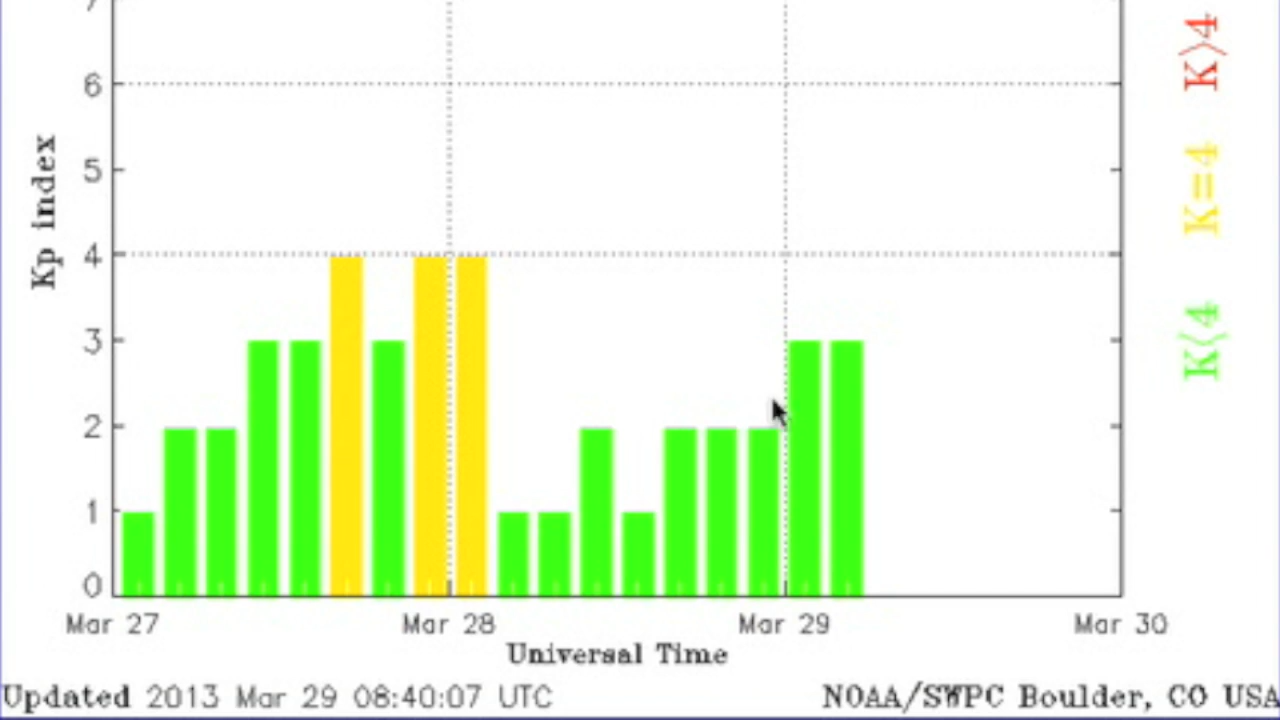 7
6
5
4
3
2
1
0
Kp index
Mar 27 Mar 28 Mar 29 Mar 30
Universal Time
Updated 2013 Mar 29 08:40:07 UTC NOAA/SWPC Boulder, CO USA
K>4
K=4
K<4